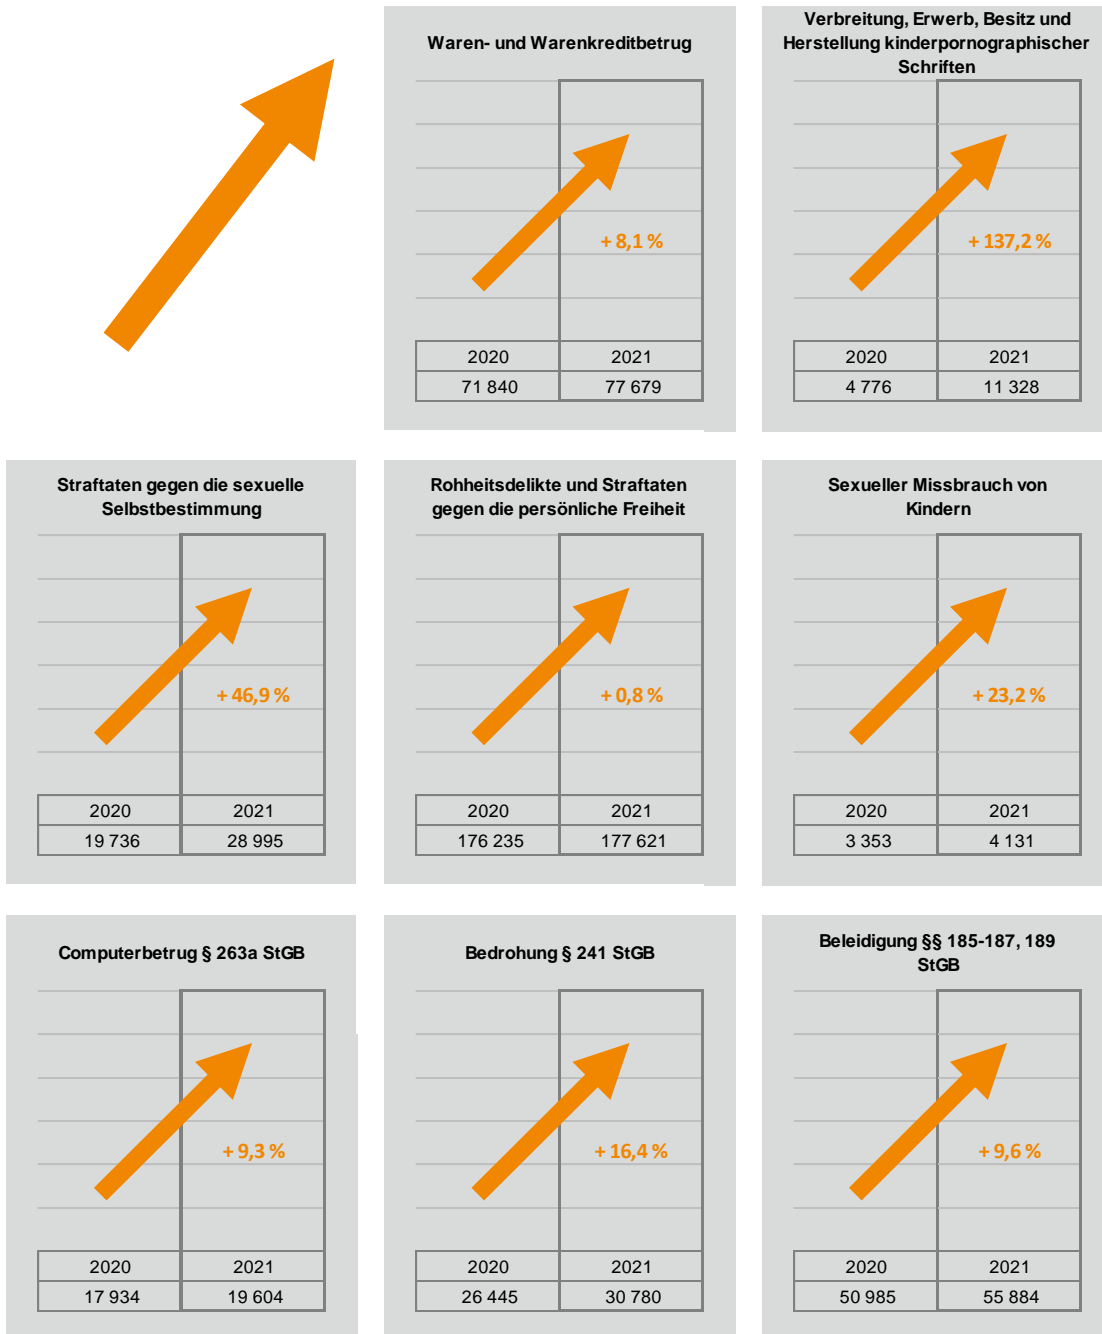 Waren- und Warenkreditbetrug
+ 8,1 %
2020 2021
71 840 77 679
Verbreitung, Erwerb, Besitz und
Herstellung kinderpornographischer
Schriften
+ 137,2 %
2020 2021
4 776 11 328
Straftaten gegen die sexuelle
Selbstbestimmung
+ 46,9 %
2020 2021
19 736 28 995
Rohheitsdelikte und Straftaten
gegen die persönliche Freiheit
+ 0,8 %
2020 2021
176 235 177 621
Sexueller Missbrauch von
Kindern
+ 23,2 %
2020 2021
3 353 4 131
Computerbetrug § 263a StGB
+ 9,3 %
2020 2021
17 934 19 604
Bedrohung § 241 StGB
+ 16,4 %
2020 2021
26 445 30 780
Beleidigung §§ 185-187, 189
StGB
+ 9,6 %
2020 2021
50 985 55 884